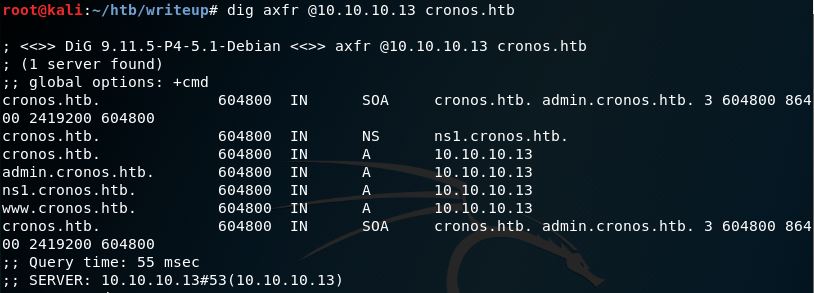 root@kali:~/htb/writeup# dig axfr @10.10.10.13 cronos.htb
; <<>> DiG 9.11.5-P4-5.1-Debian <<>> axfr @10.10.10.13 cronos.htb
; (1 server found)
;; global options: +cmd
cronos.htb. 604800 IN SOA cronos.htb. admin.cronos.htb. 3 604800 864
00 2419200 604800
cronos.htb. 604800 IN NS ns1.cronos.htb.
cronos.htb. 604800 IN A 10.10.10.13
admin.cronos.htb. 604800 IN A 10.10.10.13
ns1.cronos.htb. 604800 IN A 10.10.10.13
www.cronos.htb. 604800 IN A 10.10.10.13
cronos.htb. 604800 IN SOA cronos.htb. admin.cronos.htb. 3 604800 864
00 2419200 604800
;; Query time: 55 msec
;; SERVER: 10.10.10.13#53(10.10.10.13)